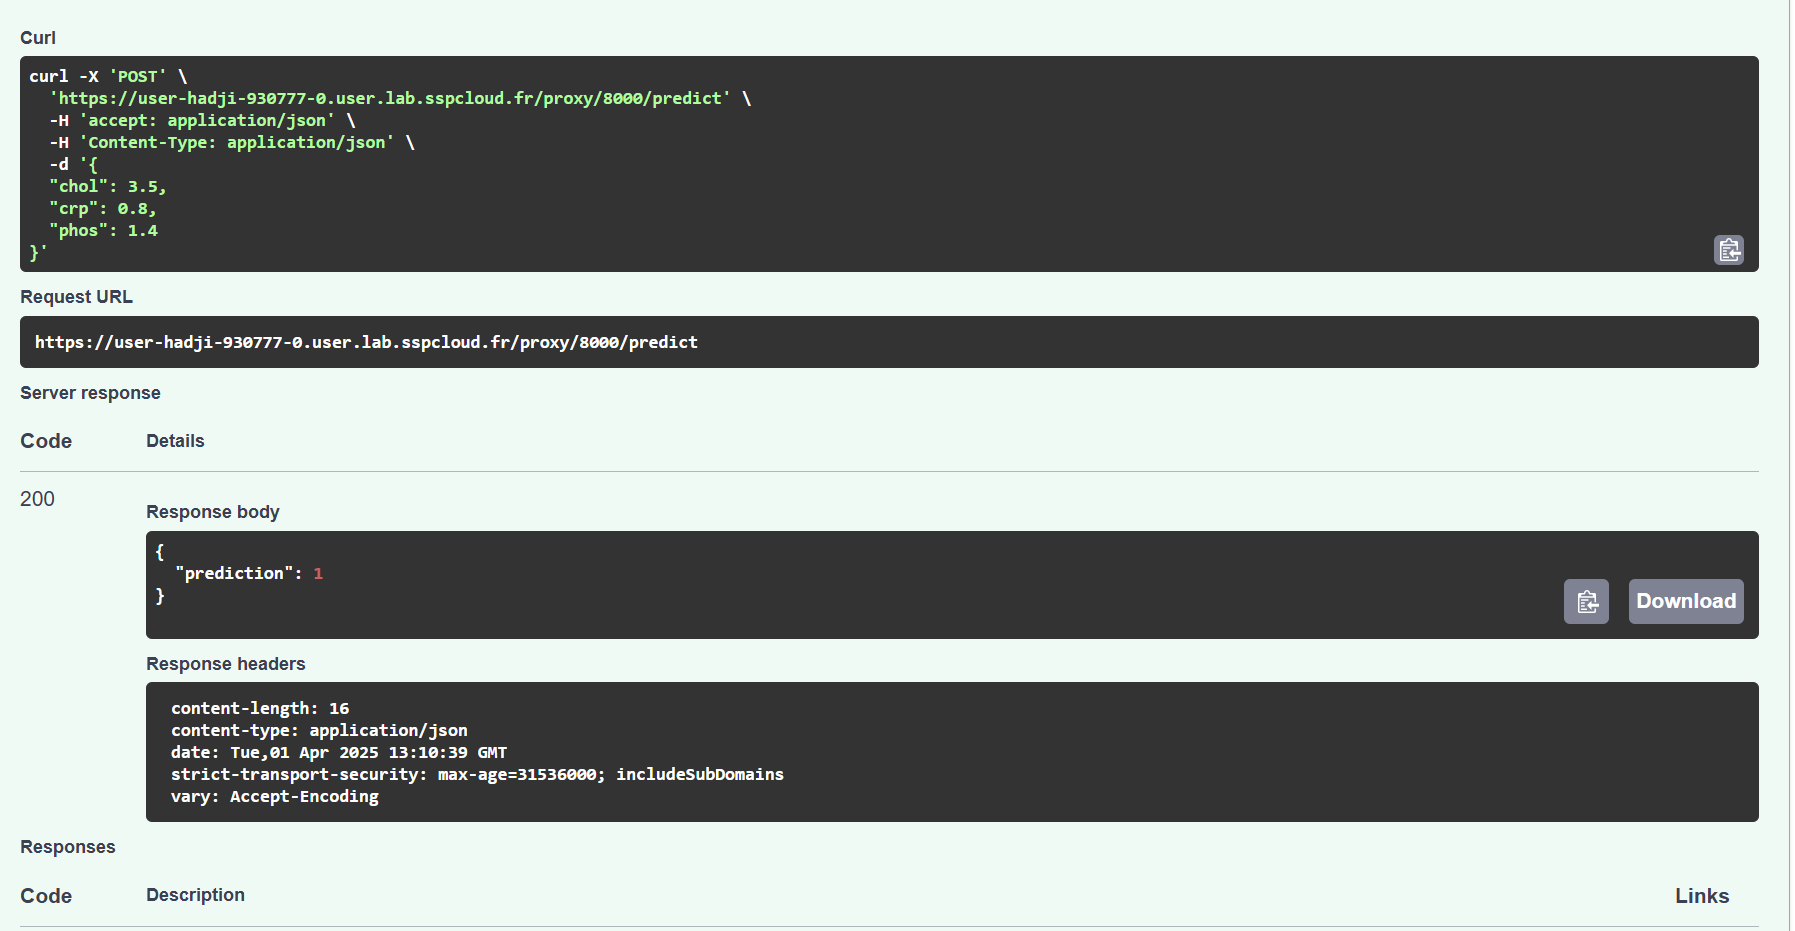 Curl
curl -X 'POST' \
'https://user-hadji-930777-0.user.lab.sspcloud.fr/proxy/8000/predict' \
-H 'accept: application/json' \
-H 'Content-Type: application/json' \
-d '{
"chol": 3.5,
"crp": 0.8,
"phos": 1.4
}'
Request URL
https://user-hadji-930777-0.user.lab.sspcloud.fr/proxy/8000/predict
Server response
Code Details
200
Response body
{
"prediction": 1
}
Download
Response headers
content-length: 16
content-type: application/json
date: Tue,01 Apr 2025 13:10:39 GMT
strict-transport-security: max-age=31536000; includeSubDomains
vary: Accept-Encoding
Responses
Code Description Links